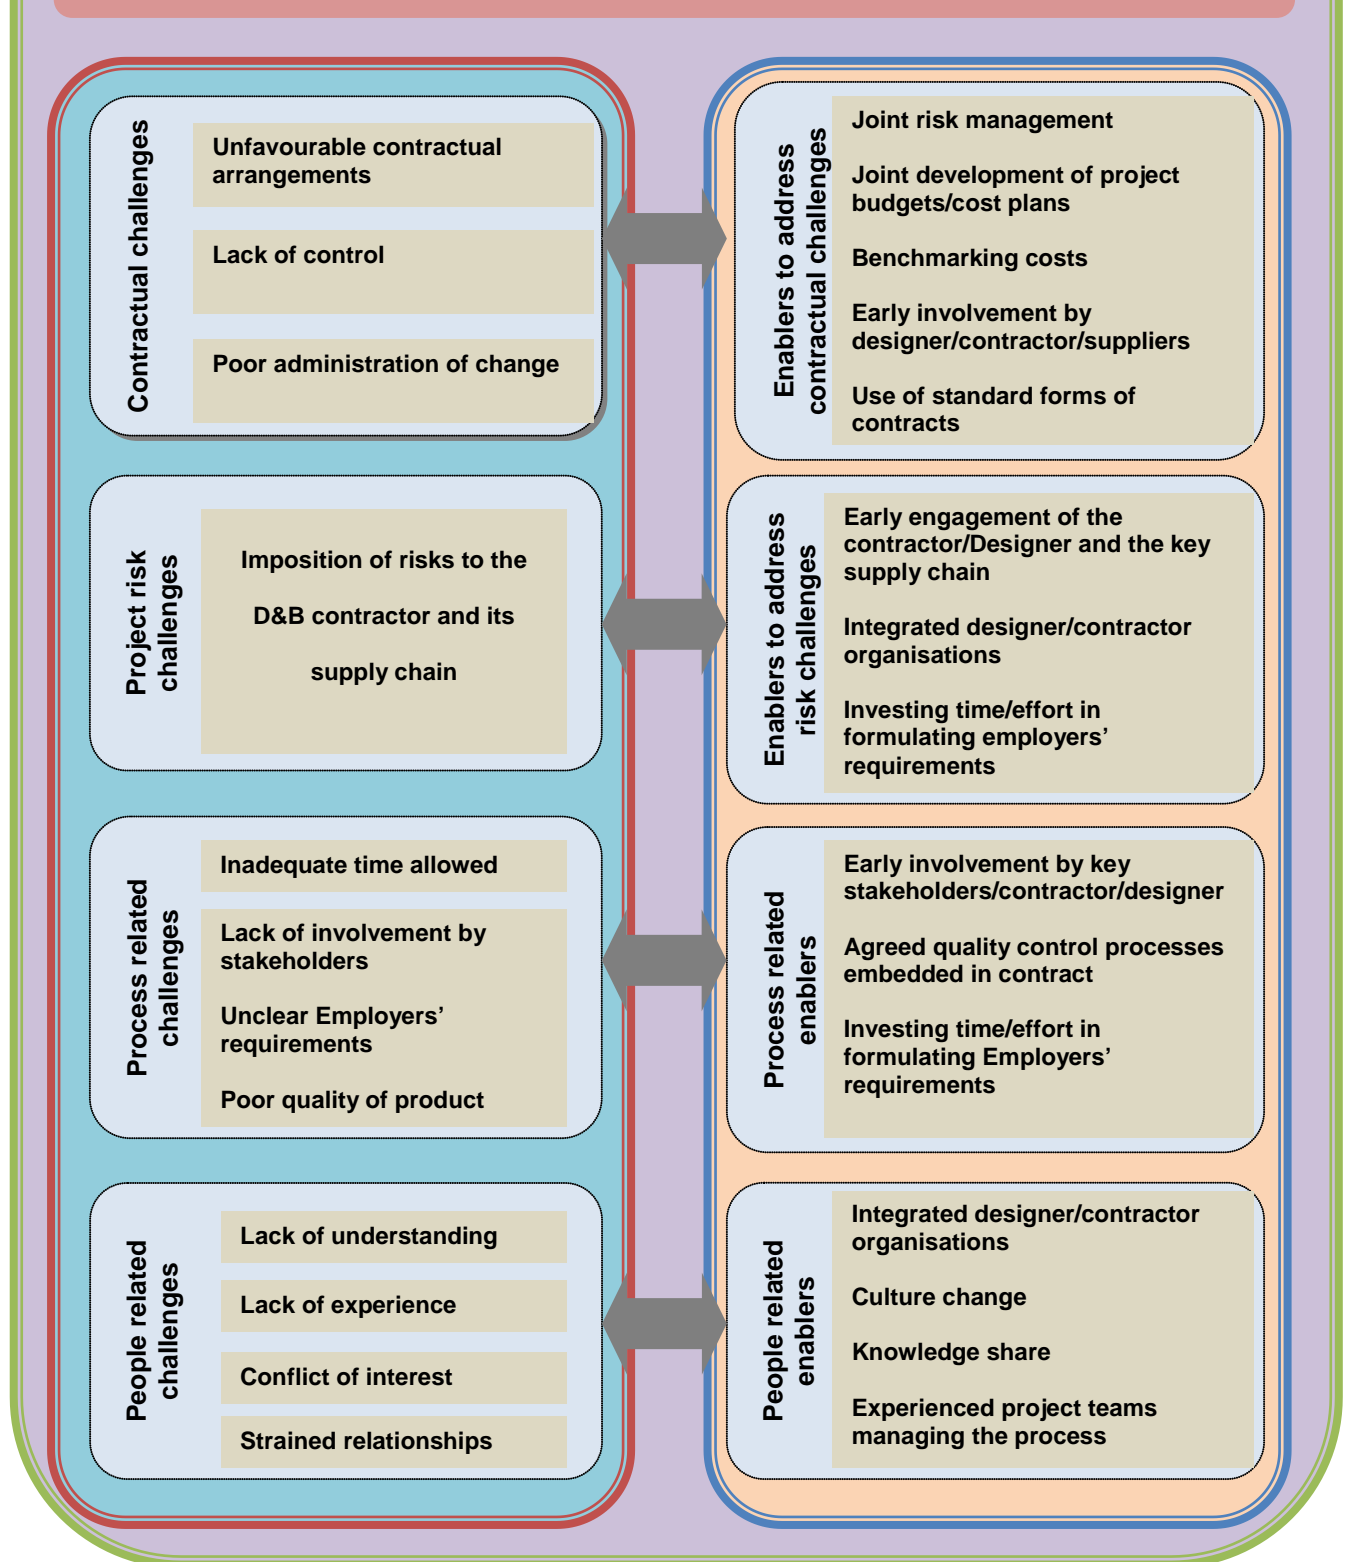 Contractual challenges
Unfavourable contractual
arrangements
Lack of control
Poor administration of change
Enablers to address
contractual challenges
Joint risk management
Joint development of project
budgets/cost plans
Benchmarking costs
Early involvement by
designer/contractor/suppliers
Use of standard forms of
contracts
Project risk
challenges
Imposition of risks to the
D&B contractor and its
supply chain
Enablers to address
risk challenges
Early engagement of the
contractor/Designer and the key
supply chain
Integrated designer/contractor
organisations
Investing time/effort in
formulating employers’
requirements
Process related
challenges
Inadequate time allowed
Lack of involvement by
stakeholders
Unclear Employers’
requirements
Poor quality of product
Process related
enablers
Early involvement by key
stakeholders/contractor/designer
Agreed quality control processes
embedded in contract
Investing time/effort in
formulating Employers’
requirements
People related
challenges
Lack of understanding
Lack of experience
Conflict of interest
Strained relationships
People related
enablers
Integrated designer/contractor
organisations
Culture change
Knowledge share
Experienced project teams
managing the process